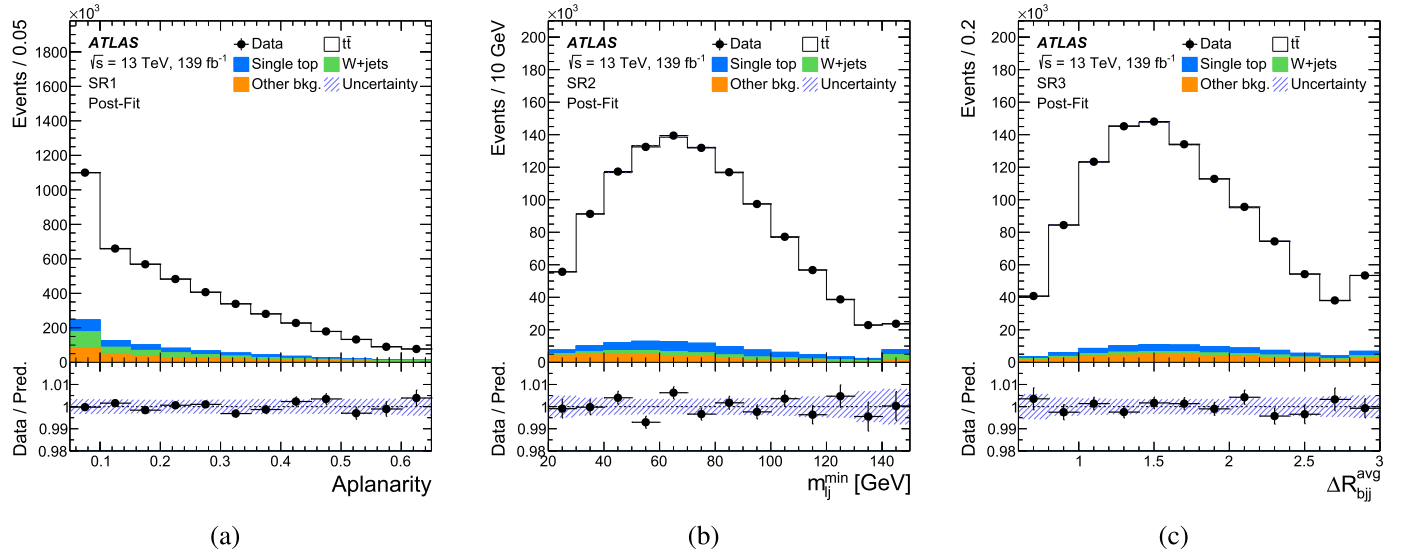 ×10³
Events / 0.05
1800
1600
1400
1200
1000
800
600
400
200
0
ATLAS
√s = 13 TeV, 139 fb⁻¹
SR1
Post-Fit
Data
tt̄
Single top
W+jets
Other bkg.
Uncertainty
Data / Pred.
1.01
1
0.99
0.98
0.1 0.2 0.3 0.4 0.5 0.6
Aplanarity
(a)
×10³
Events / 10 GeV
200
180
160
140
120
100
80
60
40
20
0
ATLAS
√s = 13 TeV, 139 fb⁻¹
SR2
Post-Fit
Data
tt̄
Single top
W+jets
Other bkg.
Uncertainty
Data / Pred.
1.01
1
0.99
0.98
20 40 60 80 100 120 140
m_lj^min [GeV]
(b)
×10³
Events / 0.2
200
180
160
140
120
100
80
60
40
20
0
ATLAS
√s = 13 TeV, 139 fb⁻¹
SR3
Post-Fit
Data
tt̄
Single top
W+jets
Other bkg.
Uncertainty
Data / Pred.
1.01
1
0.99
0.98
1 1.5 2 2.5 3
ΔR_bjj^avg
(c)